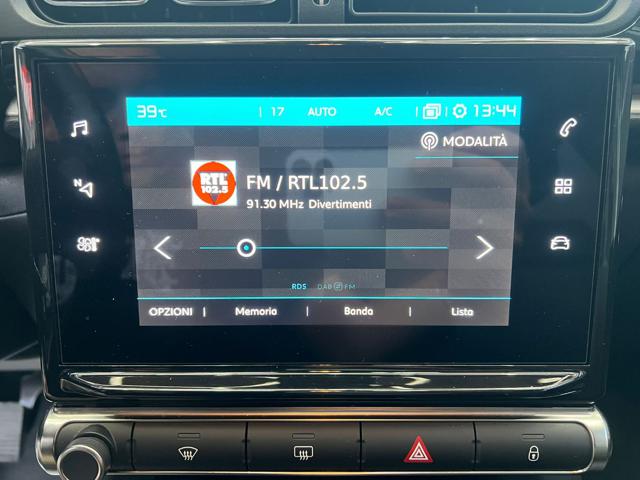 39°C 17 AUTO A/C 13:44
MODALITÀ
N
RTL
102.5
FM / RTL102.5
91.30 MHz Divertimenti
RDS DAB FM
OPZIONI Memoria Banda Lista